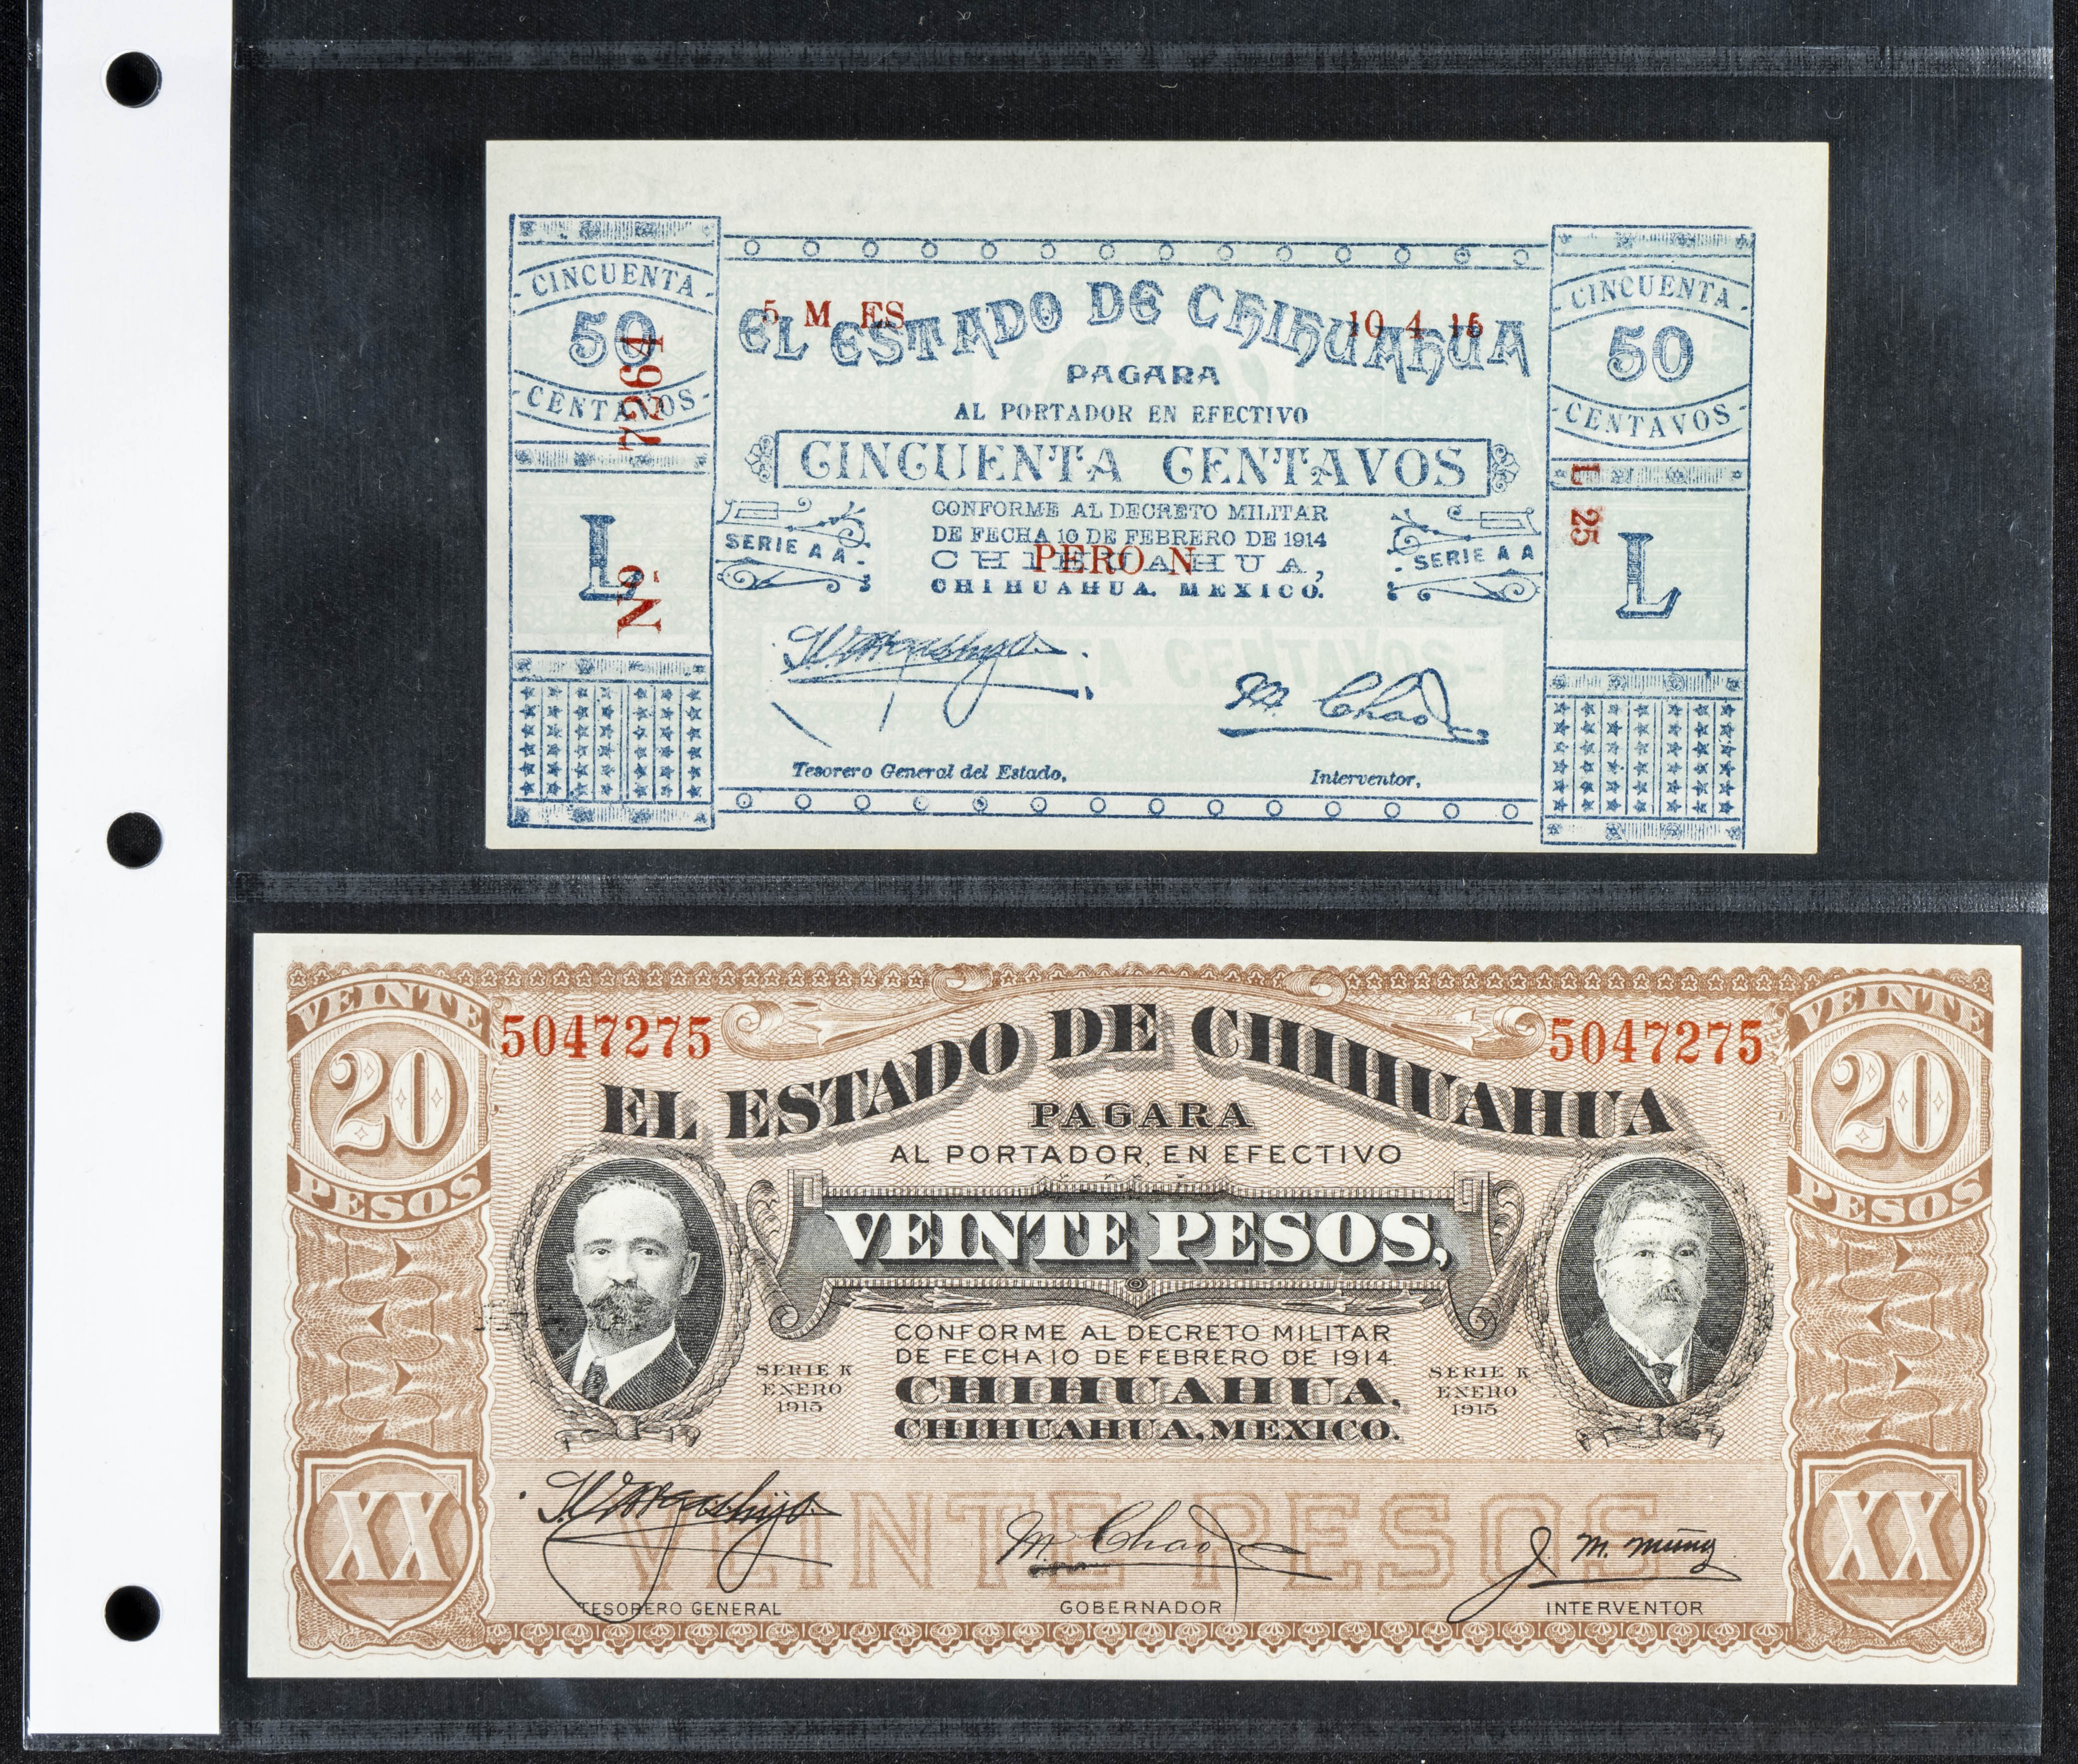 CINCUENTA
50
CENTAVOS
7264
L
Nº
5 M ES
10 4 15
EL ESTADO DE CHIHUAHUA
PAGARA
AL PORTADOR EN EFECTIVO
CINCUENTA CENTAVOS
CONFORME AL DECRETO MILITAR
DE FECHA 10 DE FEBRERO DE 1914
CHIHUAHUA,
PERO N
CHIHUAHUA. MEXICO.
SERIE A A
SERIE A A
M. Chao
Tesorero General del Estado,
Interventor,
CINCUENTA
50
CENTAVOS
L 25
L
VEINTE
20
PESOS
5047275
5047275
VEINTE
20
PESOS
EL ESTADO DE CHIHUAHUA
PAGARA
AL PORTADOR, EN EFECTIVO
VEINTE PESOS,
CONFORME AL DECRETO MILITAR
DE FECHA 10 DE FEBRERO DE 1914.
CHIHUAHUA,
CHIHUAHUA, MEXICO.
SERIE K
ENERO
1915
SERIE K
ENERO
1915
XX
VEINTE PESOS
XX
M. Chao
TESORERO GENERAL
GOBERNADOR
INTERVENTOR